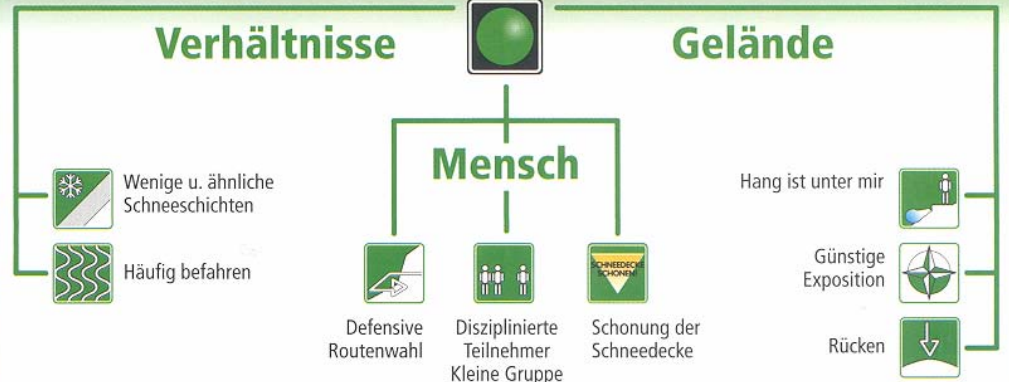 Verhältnisse
Gelände
Mensch
Wenige u. ähnliche
Schneeschichten
Häufig befahren
Defensive
Routenwahl
Disziplinierte
Teilnehmer
Kleine Gruppe
SCHNEEDECKE
SCHONEN!
Schonung der
Schneedecke
Hang ist unter mir
Günstige
Exposition
Rücken